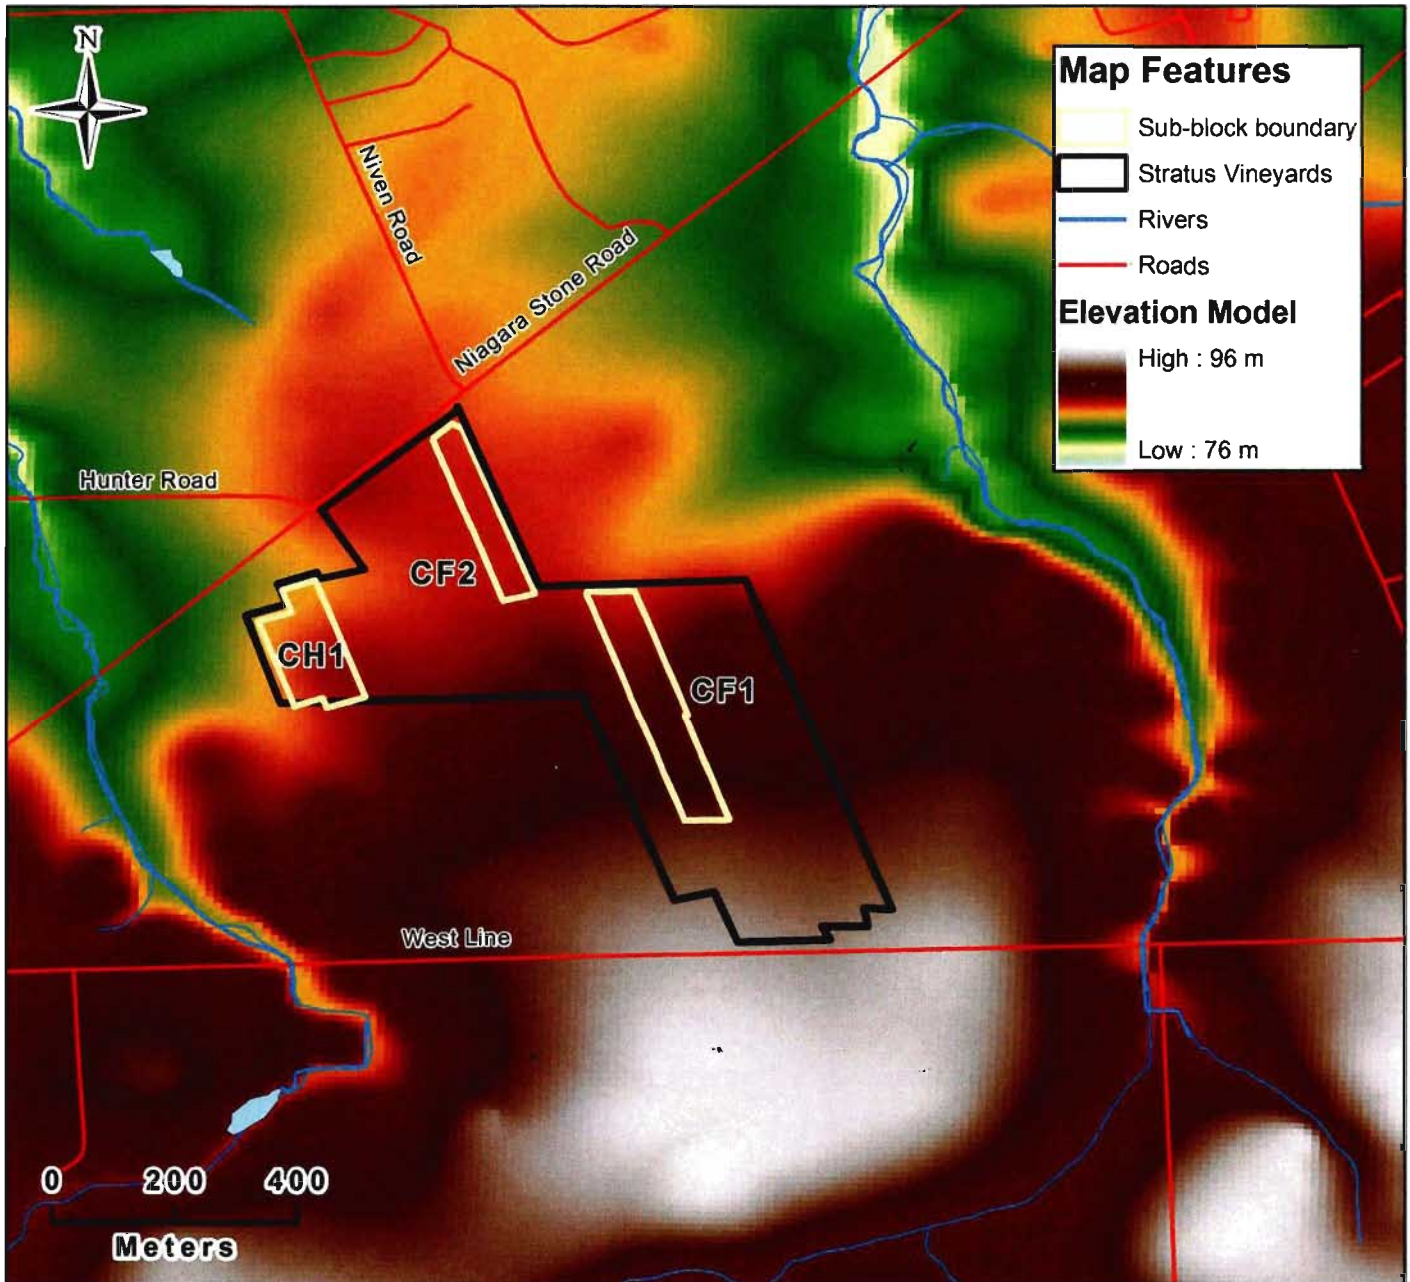 N
Map Features
Sub-block boundary
Stratus Vineyards
Rivers
Roads
Elevation Model
High : 96 m
Low : 76 m
Niven Road
Niagara Stone Road
Hunter Road
CF2
CH1
CF1
West Line
0 200 400
Meters